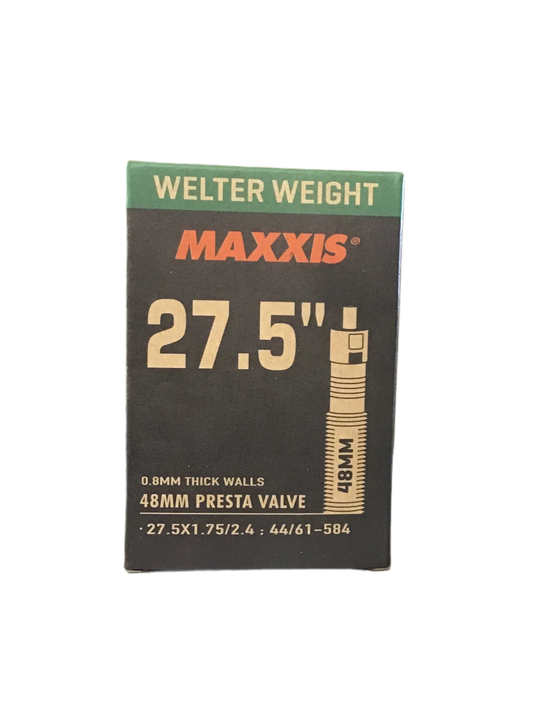 WELTER WEIGHT
MAXXIS®
27.5"
48MM
0.8MM THICK WALLS
48MM PRESTA VALVE
·27.5X1.75/2.4 ; 44/61-584